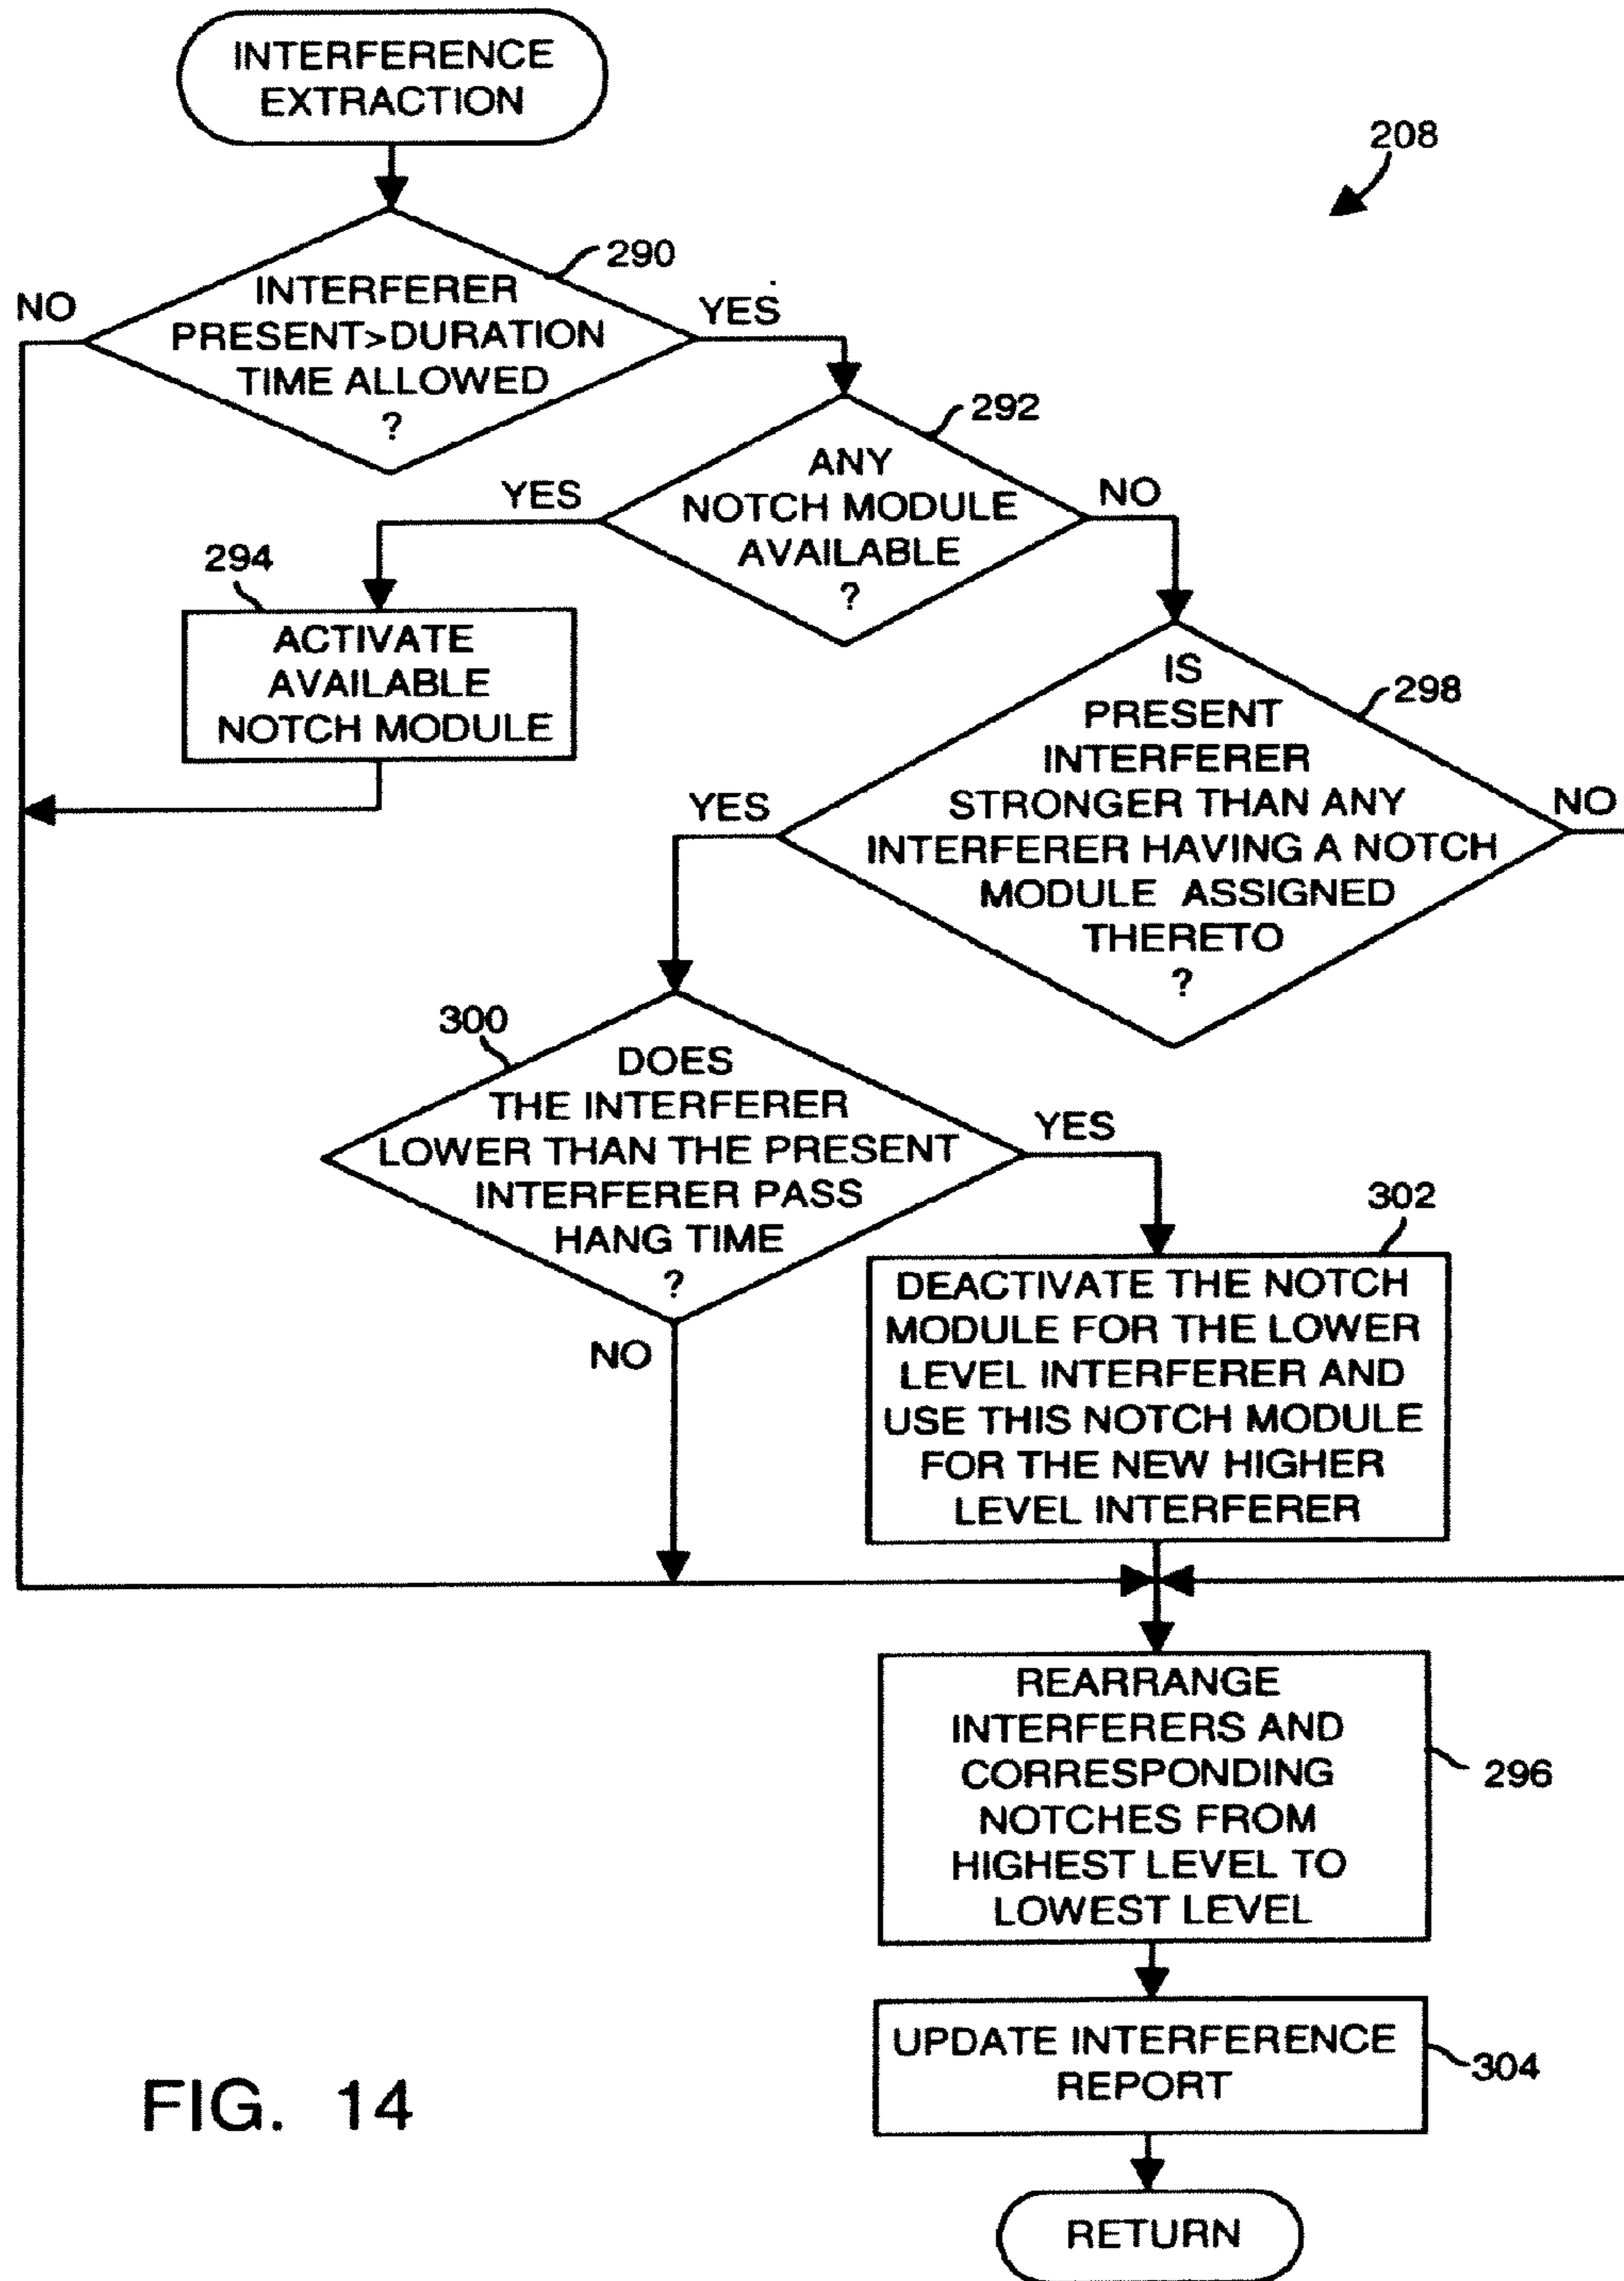 INTERFERENCE
EXTRACTION
208
290
NO
INTERFERER
PRESENT>DURATION
TIME ALLOWED
?
YES
292
ANY
NOTCH MODULE
AVAILABLE
?
YES
NO
294
ACTIVATE
AVAILABLE
NOTCH MODULE
298
IS
PRESENT
INTERFERER
STRONGER THAN ANY
INTERFERER HAVING A NOTCH
MODULE ASSIGNED
THERETO
?
YES
NO
300
DOES
THE INTERFERER
LOWER THAN THE PRESENT
INTERFERER PASS
HANG TIME
?
YES
NO
302
DEACTIVATE THE NOTCH
MODULE FOR THE LOWER
LEVEL INTERFERER AND
USE THIS NOTCH MODULE
FOR THE NEW HIGHER
LEVEL INTERFERER
REARRANGE
INTERFERERS AND
CORRESPONDING
NOTCHES FROM
HIGHEST LEVEL TO
LOWEST LEVEL
296
UPDATE INTERFERENCE
REPORT
304
RETURN
FIG. 14